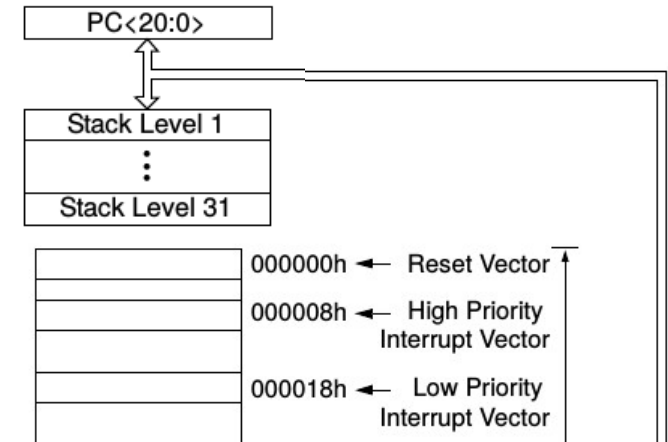 PC<20:0>
Stack Level 1
Stack Level 31
000000h
Reset Vector
000008h
High Priority
Interrupt Vector
000018h
Low Priority
Interrupt Vector